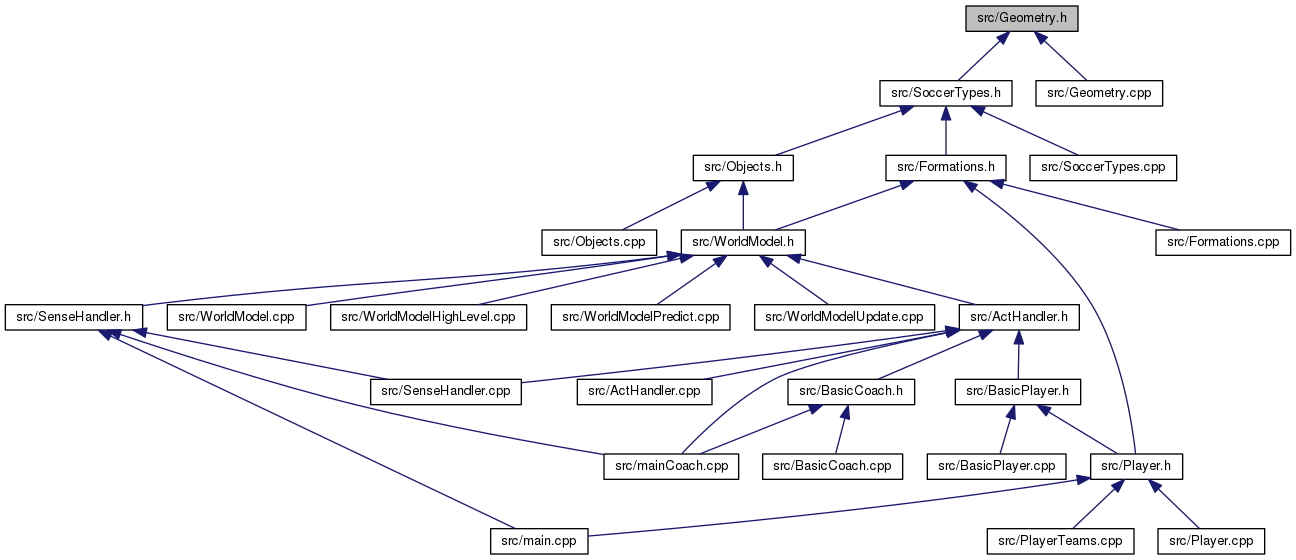 src/Geometry.h
src/SoccerTypes.h
src/Geometry.cpp
src/Objects.h
src/Formations.h
src/SoccerTypes.cpp
src/Objects.cpp
src/WorldModel.h
src/Formations.cpp
src/SenseHandler.h
src/WorldModel.cpp
src/WorldModelHighLevel.cpp
src/WorldModelPredict.cpp
src/WorldModelUpdate.cpp
src/ActHandler.h
src/SenseHandler.cpp
src/ActHandler.cpp
src/BasicCoach.h
src/BasicPlayer.h
src/mainCoach.cpp
src/BasicCoach.cpp
src/BasicPlayer.cpp
src/Player.h
src/main.cpp
src/PlayerTeams.cpp
src/Player.cpp